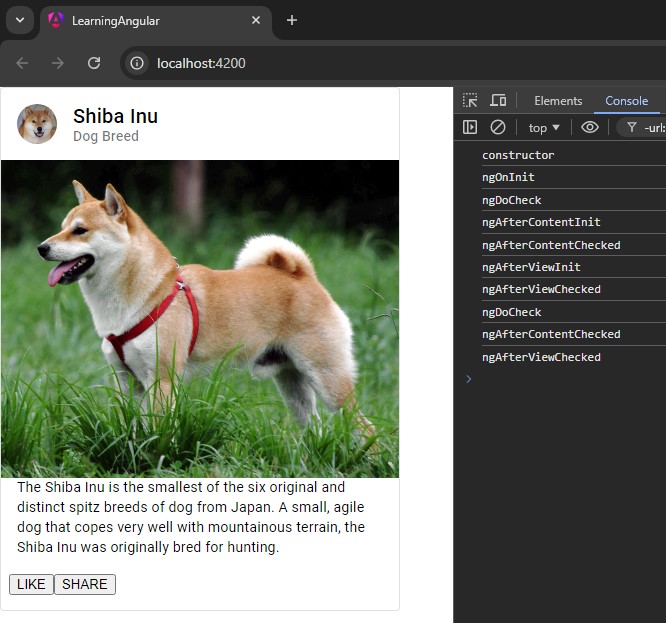 LearningAngular
localhost:4200
Shiba Inu
Dog Breed
The Shiba Inu is the smallest of the six original and
distinct spitz breeds of dog from Japan. A small, agile
dog that copes very well with mountainous terrain, the
Shiba Inu was originally bred for hunting.
LIKE SHARE
Elements Console
top -url:
constructor
ngOnInit
ngDoCheck
ngAfterContentInit
ngAfterContentChecked
ngAfterViewInit
ngAfterViewChecked
ngDoCheck
ngAfterContentChecked
ngAfterViewChecked